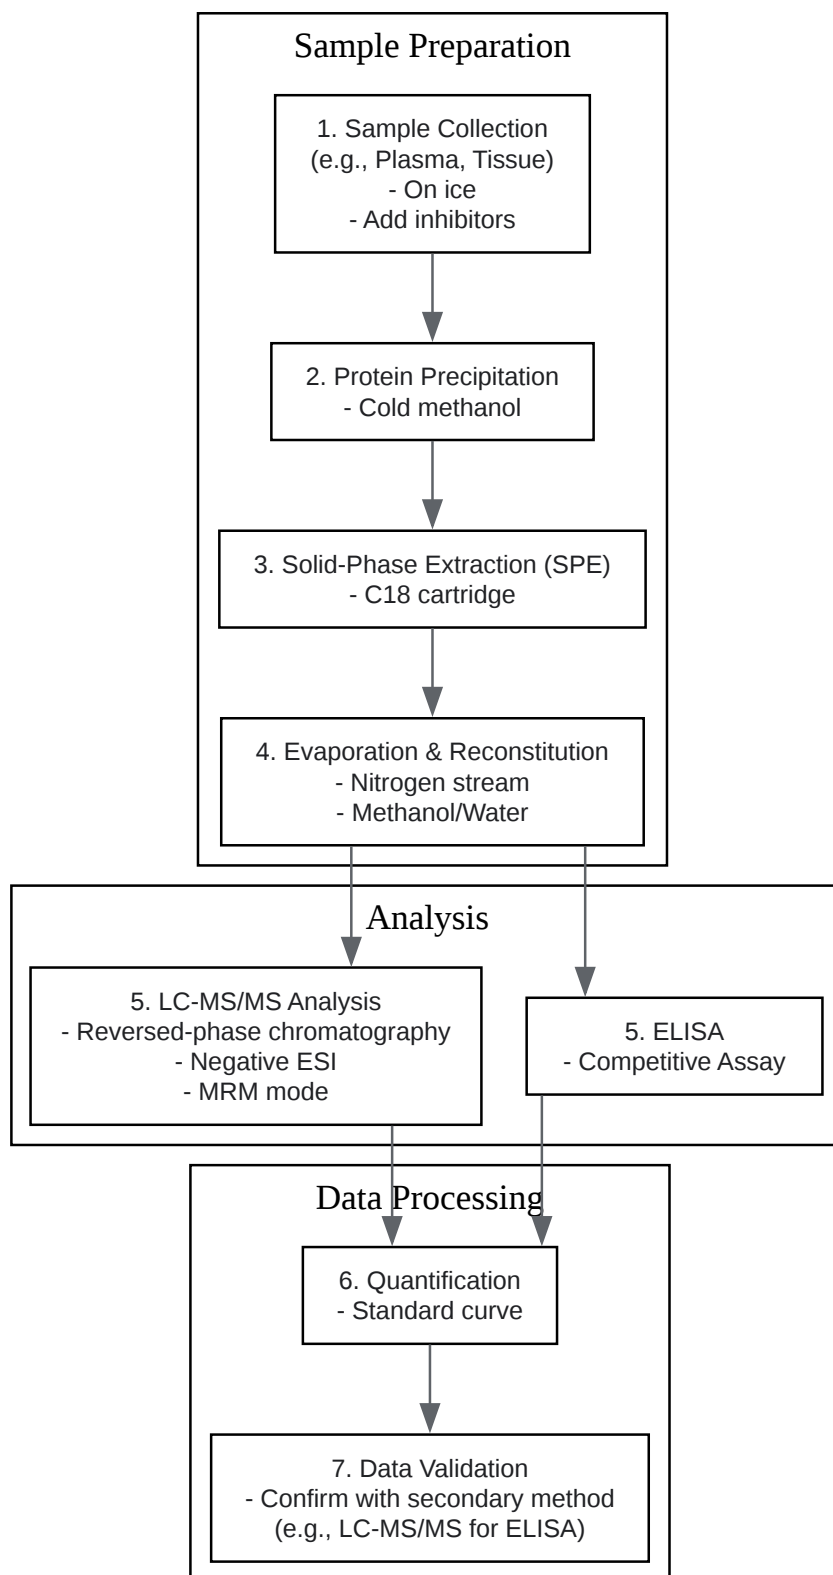 Sample Preparation
1. Sample Collection
(e.g., Plasma, Tissue)
- On ice
- Add inhibitors
2. Protein Precipitation
- Cold methanol
3. Solid-Phase Extraction (SPE)
- C18 cartridge
4. Evaporation & Reconstitution
- Nitrogen stream
- Methanol/Water
Analysis
5. LC-MS/MS Analysis
- Reversed-phase chromatography
- Negative ESI
- MRM mode
5. ELISA
- Competitive Assay
Data Processing
6. Quantification
- Standard curve
7. Data Validation
- Confirm with secondary method
(e.g., LC-MS/MS for ELISA)